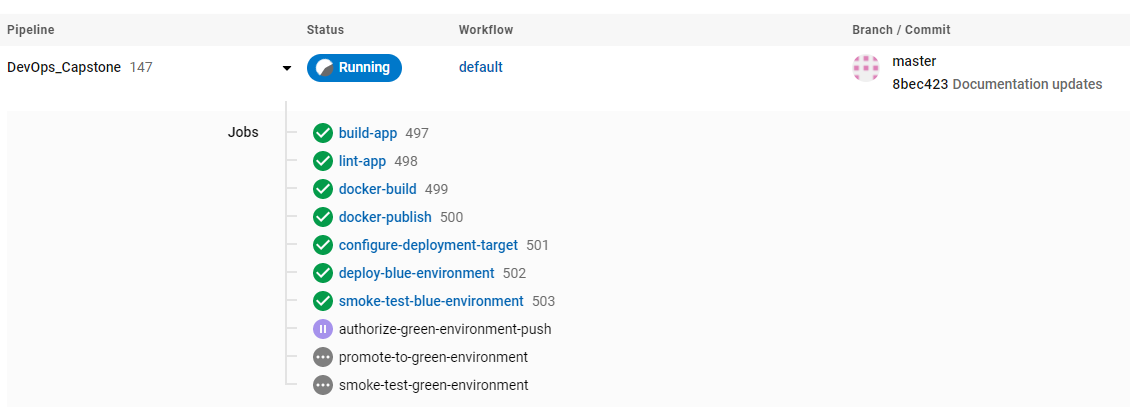 Pipeline Status Workflow Branch / Commit
DevOps_Capstone 147 Running default master
8bec423 Documentation updates
Jobs build-app 497
lint-app 498
docker-build 499
docker-publish 500
configure-deployment-target 501
deploy-blue-environment 502
smoke-test-blue-environment 503
authorize-green-environment-push
promote-to-green-environment
smoke-test-green-environment